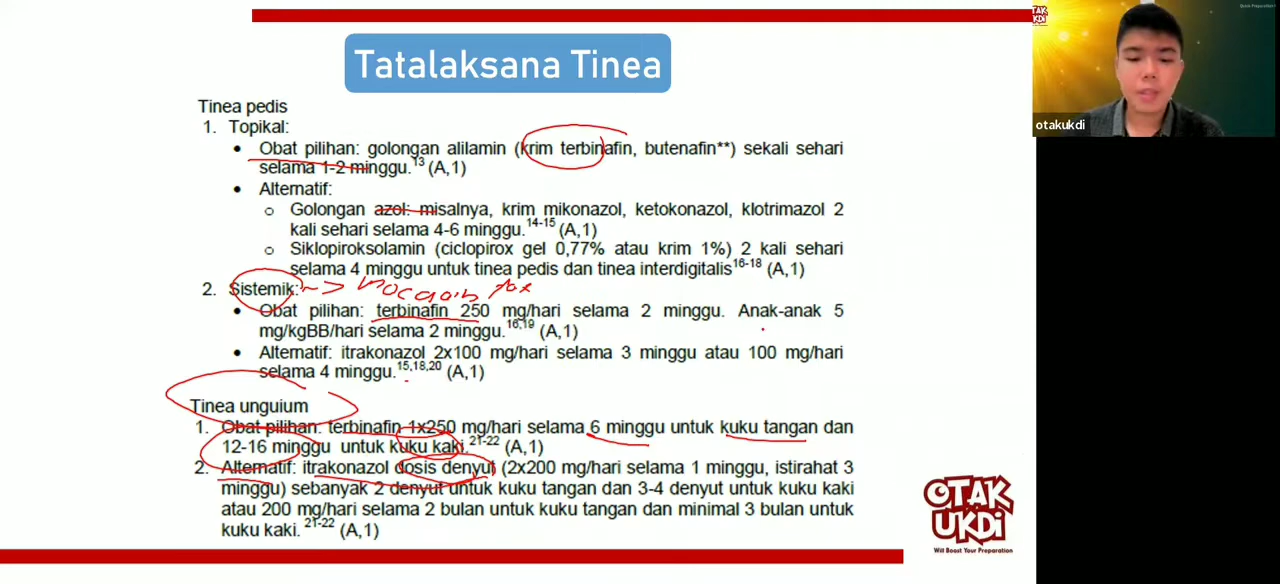 Tatalaksana Tinea
Tinea pedis
1. Topikal:
• Obat pilihan: golongan alilamin (krim terbinafin, butenafin**) sekali sehari
selama 1-2 minggu.13 (A,1)
• Alternatif:
o Golongan azol: misalnya, krim mikonazol, ketokonazol, klotrimazol 2
kali sehari selama 4-6 minggu.14-15 (A,1)
o Siklopiroksolamin (ciclopirox gel 0,77% atau krim 1%) 2 kali sehari
selama 4 minggu untuk tinea pedis dan tinea interdigitalis16-18 (A,1)
2. Sistemik:
• Obat pilihan: terbinafin 250 mg/hari selama 2 minggu. Anak-anak 5
mg/kgBB/hari selama 2 minggu.16,19 (A,1)
• Alternatif: itrakonazol 2x100 mg/hari selama 3 minggu atau 100 mg/hari
selama 4 minggu.15,18,20 (A,1)
Tinea unguium
1. Obat pilihan: terbinafin 1x250 mg/hari selama 6 minggu untuk kuku tangan dan
12-16 minggu untuk kuku kaki.21-22 (A,1)
2. Alternatif: itrakonazol dosis denyut (2x200 mg/hari selama 1 minggu, istirahat 3
minggu) sebanyak 2 denyut untuk kuku tangan dan 3-4 denyut untuk kuku kaki
atau 200 mg/hari selama 2 bulan untuk kuku tangan dan minimal 3 bulan untuk
kuku kaki. 21-22 (A,1)
OTAK
UKDI
Will Boost Your Preparation
OTAK
UKDI
otakukdi